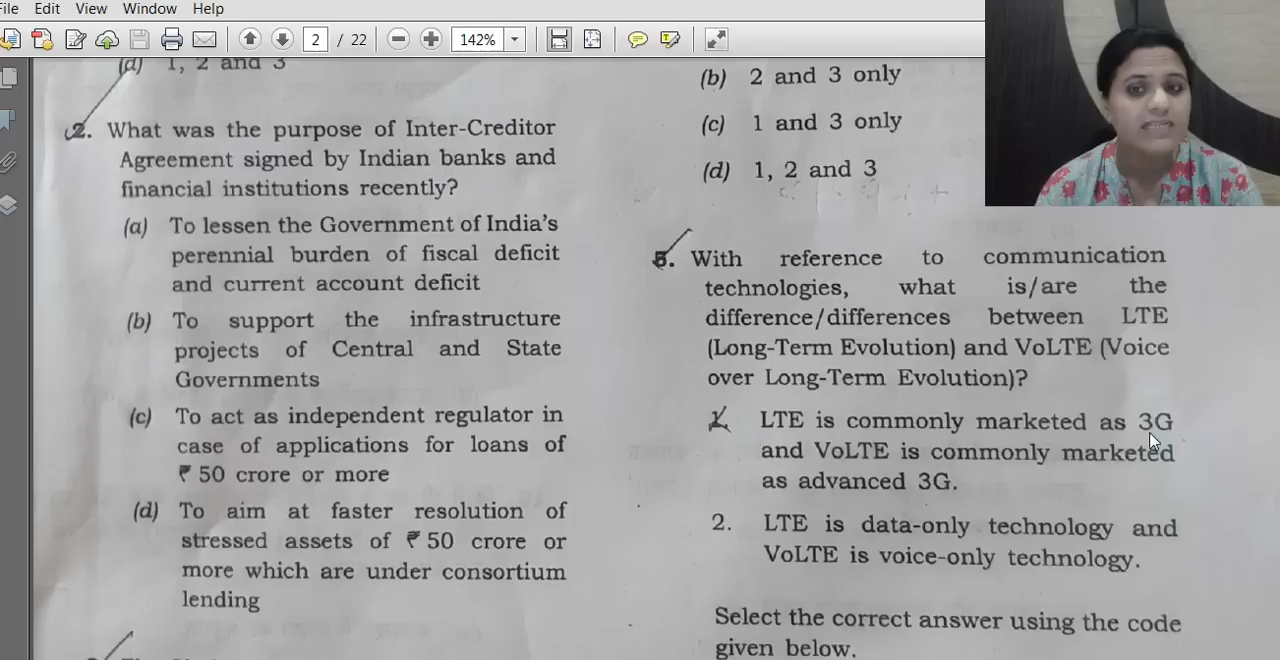 File Edit View Window Help
2 / 22 142%
(d) 1, 2 and 3
2. What was the purpose of Inter-Creditor
Agreement signed by Indian banks and
financial institutions recently?
(a) To lessen the Government of India's
perennial burden of fiscal deficit
and current account deficit
(b) To support the infrastructure
projects of Central and State
Governments
(c) To act as independent regulator in
case of applications for loans of
₹ 50 crore or more
(d) To aim at faster resolution of
stressed assets of ₹ 50 crore or
more which are under consortium
lending
(b) 2 and 3 only
(c) 1 and 3 only
(d) 1, 2 and 3
5. With reference to communication
technologies, what is/are the
difference/differences between LTE
(Long-Term Evolution) and VoLTE (Voice
over Long-Term Evolution)?
1. LTE is commonly marketed as 3G
and VoLTE is commonly marketed
as advanced 3G.
2. LTE is data-only technology and
VoLTE is voice-only technology.
Select the correct answer using the code
given below.